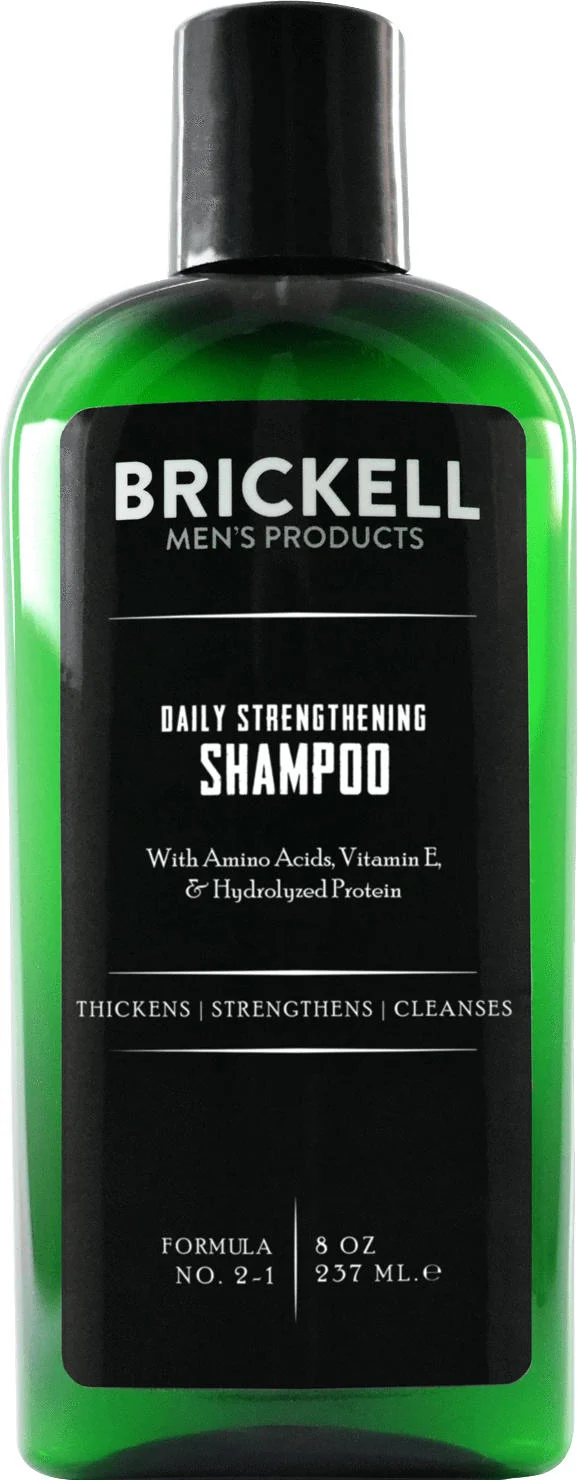 BRICKELL
MEN'S PRODUCTS
DAILY STRENGTHENING
SHAMPOO
With Amino Acids, Vitamin E,
& Hydrolyzed Protein
THICKENS | STRENGTHENS | CLEANSES
FORMULA
NO. 2-1
8 OZ
237 ML.℮